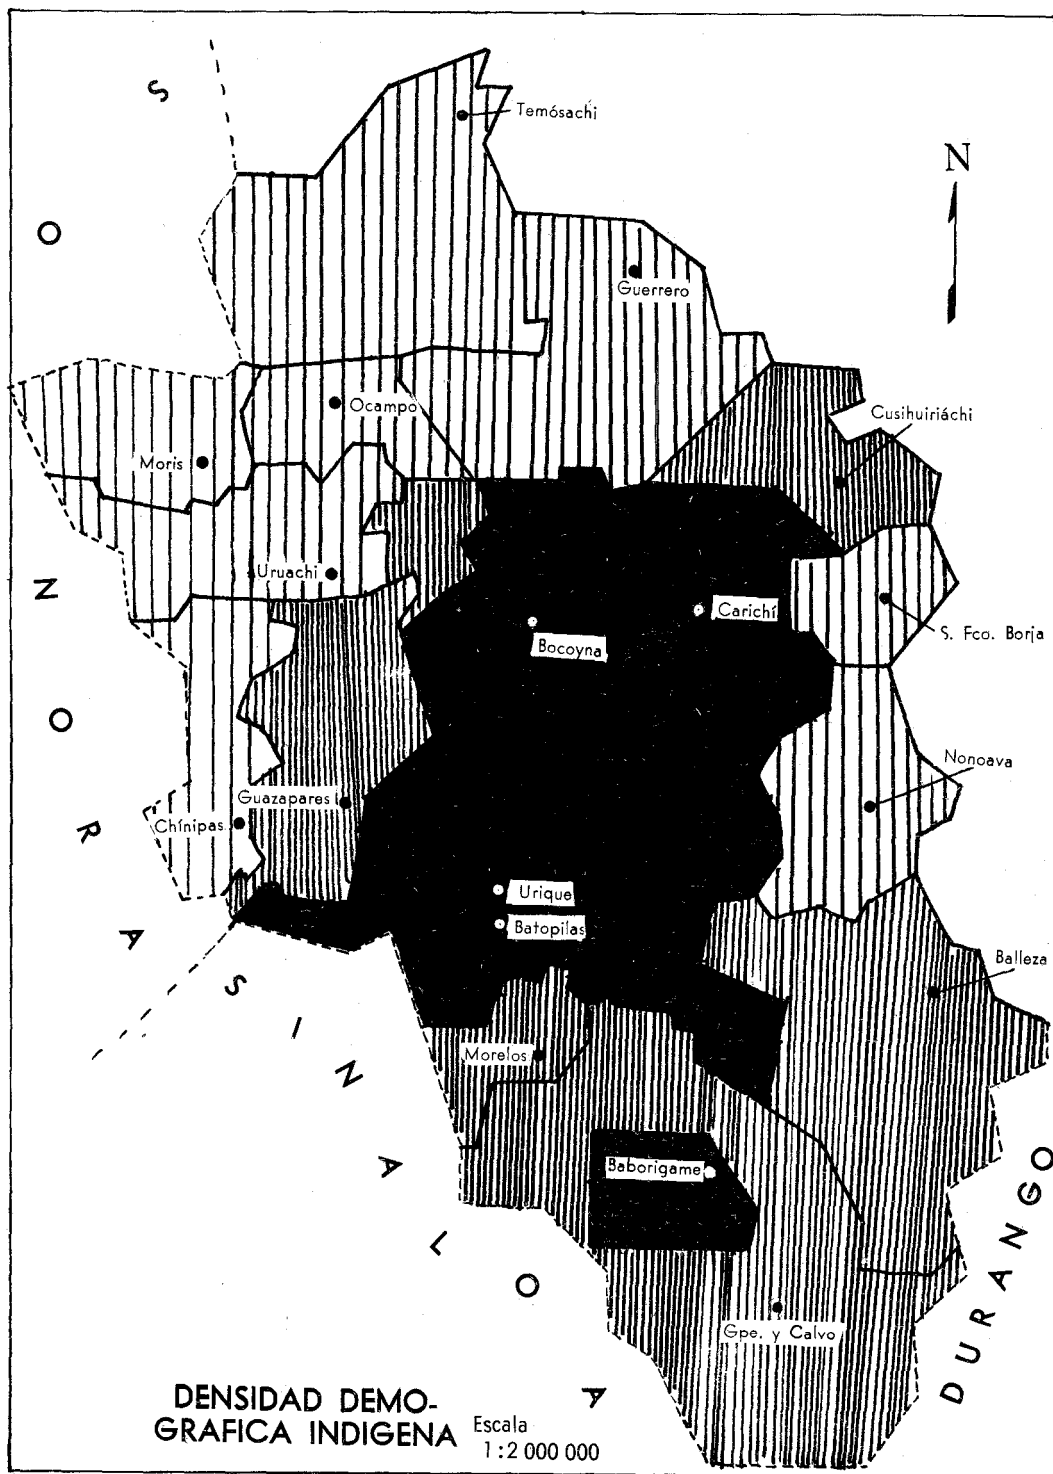 Temósachi
N
Guerrero
Ocampo
Cusihuiriáchi
Moris
Uruachi
Carichí
Bocoyna
S. Fco. Borja
Nonoava
Guazapares
Chínipas
Urique
Batopilas
Balleza
Morelos
Baborigame
Gpe. y Calvo
SONORA
SINALOA
DURANGO
DENSIDAD DEMO-
GRAFICA INDIGENA
Escala
1:2 000 000